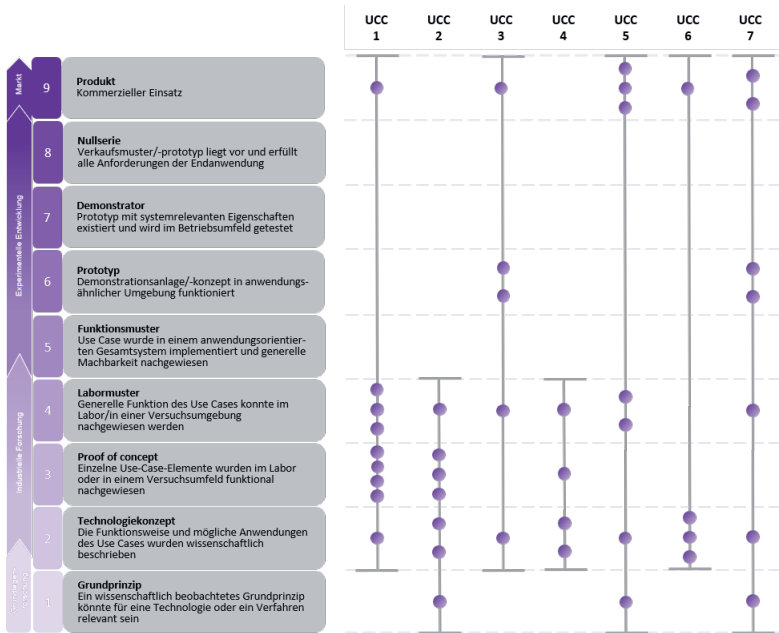 UCC 1
UCC 2
UCC 3
UCC 4
UCC 5
UCC 6
UCC 7
Markt
Experimentelle Entwicklung
Industrielle Forschung
Grundlagen-
forschung
9
Produkt
Kommerzieller Einsatz
8
Nullserie
Verkaufsmuster/-prototyp liegt vor und erfüllt
alle Anforderungen der Endanwendung
7
Demonstrator
Prototyp mit systemrelevanten Eigenschaften
existiert und wird im Betriebsumfeld getestet
6
Prototyp
Demonstrationsanlage/-konzept in anwendungs-
ähnlicher Umgebung funktioniert
5
Funktionsmuster
Use Case wurde in einem anwendungsorientier-
ten Gesamtsystem implementiert und generelle
Machbarkeit nachgewiesen
4
Labormuster
Generelle Funktion des Use Cases konnte im
Labor/in einer Versuchsumgebung
nachgewiesen werden
3
Proof of concept
Einzelne Use-Case-Elemente wurden im Labor
oder in einem Versuchsumfeld funktional
nachgewiesen
2
Technologiekonzept
Die Funktionsweise und mögliche Anwendungen
des Use Cases wurden wissenschaftlich
beschrieben
1
Grundprinzip
Ein wissenschaftlich beobachtetes Grundprinzip
könnte für eine Technologie oder ein Verfahren
relevant sein